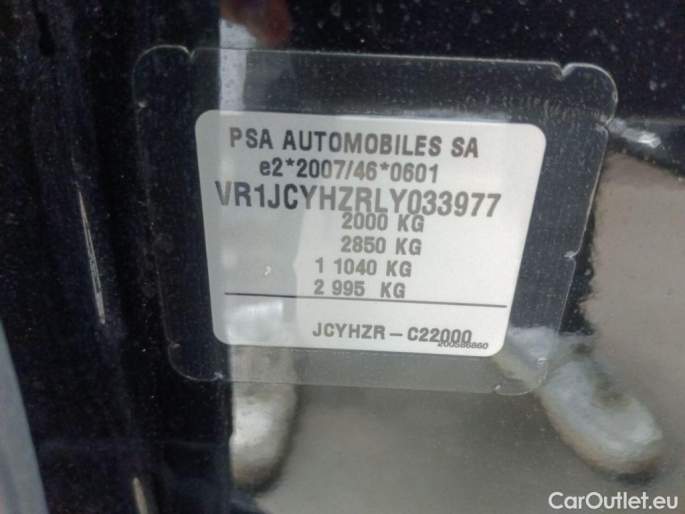 PSA AUTOMOBILES SA
e2*2007/46*0601
VR1JCYHZRLY033977
2000 KG
2850 KG
1 1040 KG
2 995 KG
JCYHZR - C22000
200586860
CarOutlet.eu